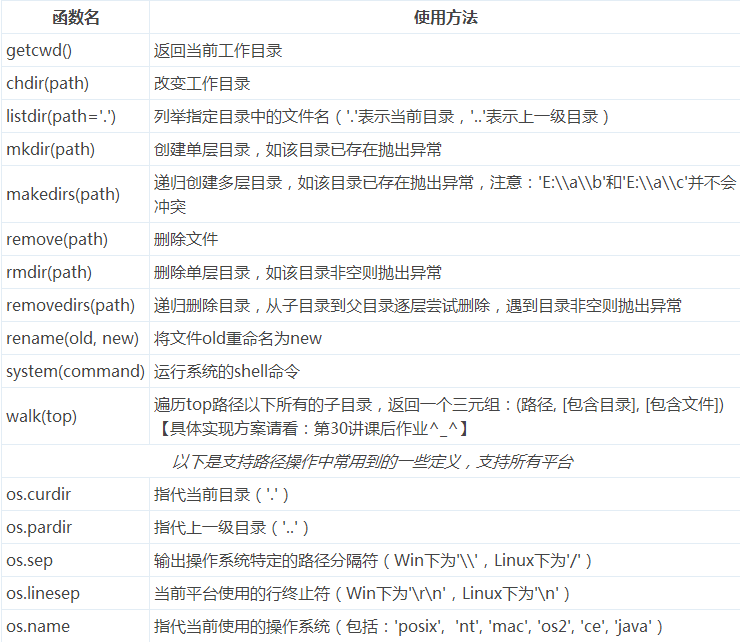 函数名 使用方法
getcwd() 返回当前工作目录
chdir(path) 改变工作目录
listdir(path='.') 列举指定目录中的文件名（'.'表示当前目录，'..'表示上一级目录）
mkdir(path) 创建单层目录，如该目录已存在抛出异常
makedirs(path) 递归创建多层目录，如该目录已存在抛出异常，注意：'E:\\a\\b'和'E:\\a\\c'并不会
冲突
remove(path) 删除文件
rmdir(path) 删除单层目录，如该目录非空则抛出异常
removedirs(path) 递归删除目录，从子目录到父目录逐层尝试删除，遇到目录非空则抛出异常
rename(old, new) 将文件old重命名为new
system(command) 运行系统的shell命令
walk(top) 遍历top路径以下所有的子目录，返回一个三元组：(路径, [包含目录], [包含文件])
【具体实现方案请看：第30讲课后作业^_^】
以下是支持路径操作中常用到的一些定义，支持所有平台
os.curdir 指代当前目录（'.'）
os.pardir 指代上一级目录（'..'）
os.sep 输出操作系统特定的路径分隔符（Win下为'\\'，Linux下为'/'）
os.linesep 当前平台使用的行终止符（Win下为'\r\n'，Linux下为'\n'）
os.name 指代当前使用的操作系统（包括：'posix', 'nt', 'mac', 'os2', 'ce', 'java'）